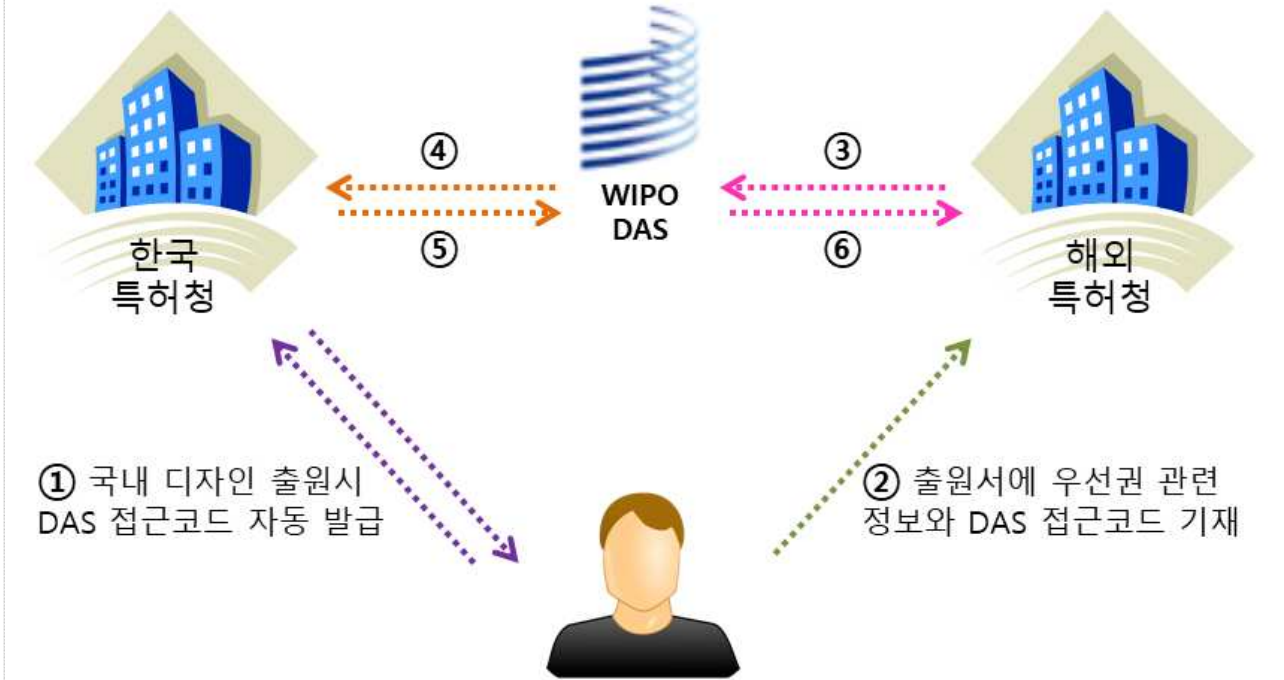 ④
③
WIPO
DAS
⑤
⑥
한국
특허청
해외
특허청
① 국내 디자인 출원시
DAS 접근코드 자동 발급
② 출원서에 우선권 관련
정보와 DAS 접근코드 기재